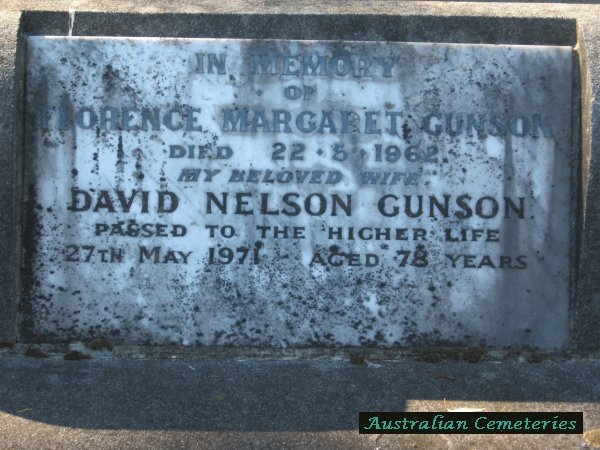 IN MEMORY
OF
FLORENCE MARGARET GUNSON
DIED 22 · 5 · 1962
MY BELOVED WIFE.
DAVID NELSON GUNSON
PASSED TO THE HIGHER LIFE
27TH MAY 1971 - AGED 78 YEARS
Australian Cemeteries